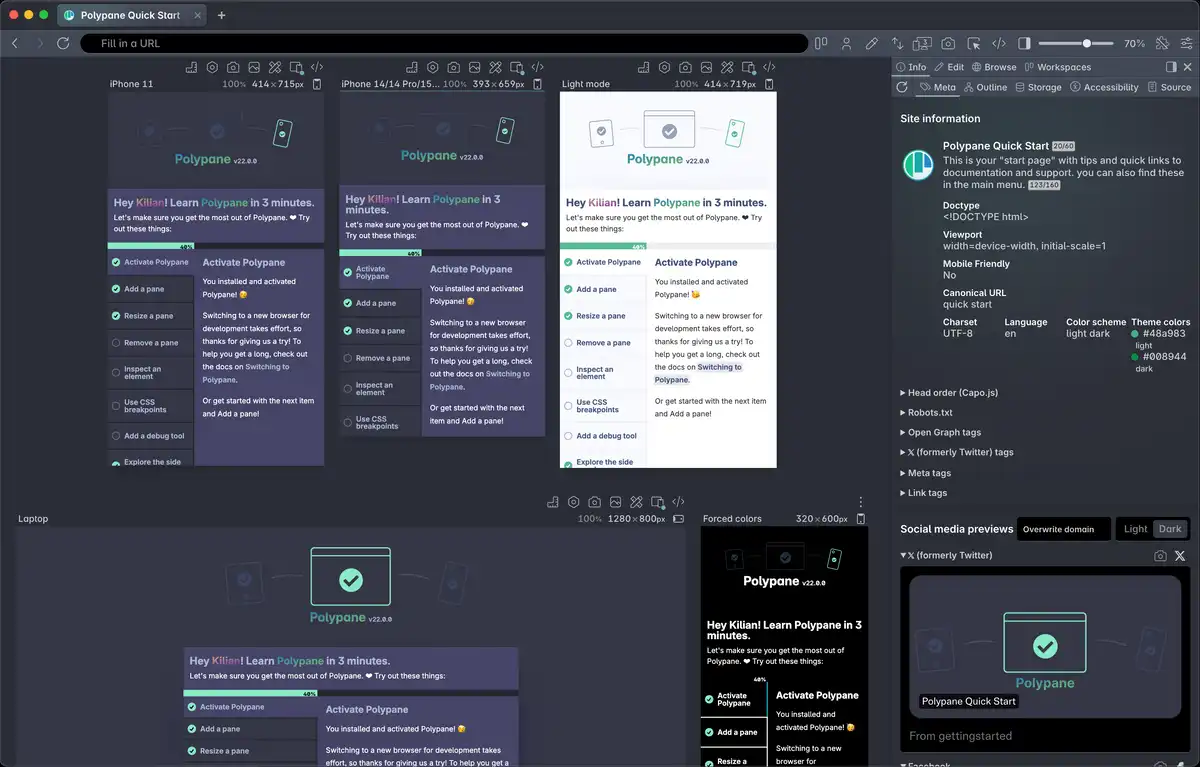 Polypane Quick Start
Fill in a URL
70%
iPhone 11
100% 414×715px
Polypane v22.0.0
Hey Kilian! Learn Polypane in 3 minutes.
Let's make sure you get the most out of Polypane. ❤ Try
out these things:
40%
Activate Polypane
Add a pane
Resize a pane
Remove a pane
Inspect an
element
Use CSS
breakpoints
Add a debug tool
Explore the side
Activate Polypane
You installed and activated
Polypane! 🥳
Switching to a new browser for
development takes effort, so
thanks for giving us a try! To
help you get a long, check out
the docs on Switching to
Polypane.
Or get started with the next item
and Add a pane!
iPhone 14/14 Pro/15... 100% 393×659px
Polypane v22.0.0
Hey Kilian! Learn Polypane in 3
minutes.
Let's make sure you get the most out of Polypane. ❤
Try out these things:
40%
Activate
Polypane
Add a pane
Resize a pane
Remove a pane
Inspect an
element
Use CSS
breakpoints
Activate Polypane
You installed and activated
Polypane! 🥳
Switching to a new browser
for development takes effort,
so thanks for giving us a try!
To help you get a long, check
out the docs on Switching to
Polypane.
Or get started with the next
item and Add a pane!
Light mode
100% 414×719px
Polypane v22.0.0
Hey Kilian! Learn Polypane in 3 minutes.
Let's make sure you get the most out of Polypane. ❤ Try
out these things:
40%
Activate Polypane
Add a pane
Resize a pane
Remove a pane
Inspect an
element
Use CSS
breakpoints
Add a debug tool
Explore the side
Activate Polypane
You installed and activated
Polypane! 🥳
Switching to a new browser for
development takes effort, so
thanks for giving us a try! To
help you get a long, check out
the docs on Switching to
Polypane.
Or get started with the next item
and Add a pane!
Laptop
100% 1280×800px
Polypane v22.0.0
Hey Kilian! Learn Polypane in 3 minutes.
Let's make sure you get the most out of Polypane. ❤ Try out these things:
40%
Activate Polypane
Add a pane
Resize a pane
Activate Polypane
You installed and activated Polypane! 🥳
Switching to a new browser for development takes
effort, so thanks for giving us a try! To help you get a
Forced colors
320×600px
Polypane v22.0.0
Hey Kilian! Learn Polypane in 3
minutes.
Let's make sure you get the most out of
Polypane. ❤ Try out these things:
40%
Activate
Polypane
Add a pane
Resize a
Activate Polypane
You installed and
activated Polypane! 🥳
Switching to a new
browser for
Info Edit Browse Workspaces
Meta Outline Storage Accessibility Source
Site information
Polypane Quick Start 20/60
This is your "start page" with tips and quick links to
documentation and support. you can also find these
in the main menu. 123/160
Doctype
<!DOCTYPE html>
Viewport
width=device-width, initial-scale=1
Mobile Friendly
No
Canonical URL
quick start
Charset Language Color scheme Theme colors
UTF-8 en light dark #48a983
light
#008944
dark
Head order (Capo.js)
Robots.txt
Open Graph tags
𝕏 (formerly Twitter) tags
Meta tags
Link tags
Social media previews Overwrite domain Light Dark
𝕏 (formerly Twitter)
Polypane
Polypane Quick Start
From gettingstarted
Facebook